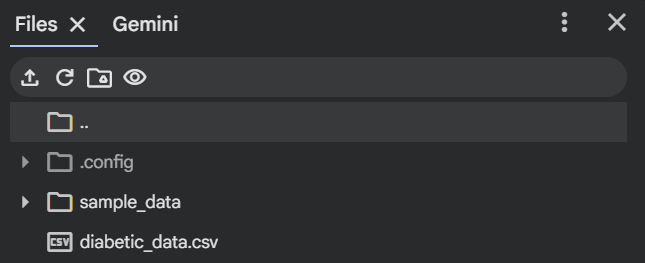 Files Gemini
..
.config
sample_data
CSV diabetic_data.csv